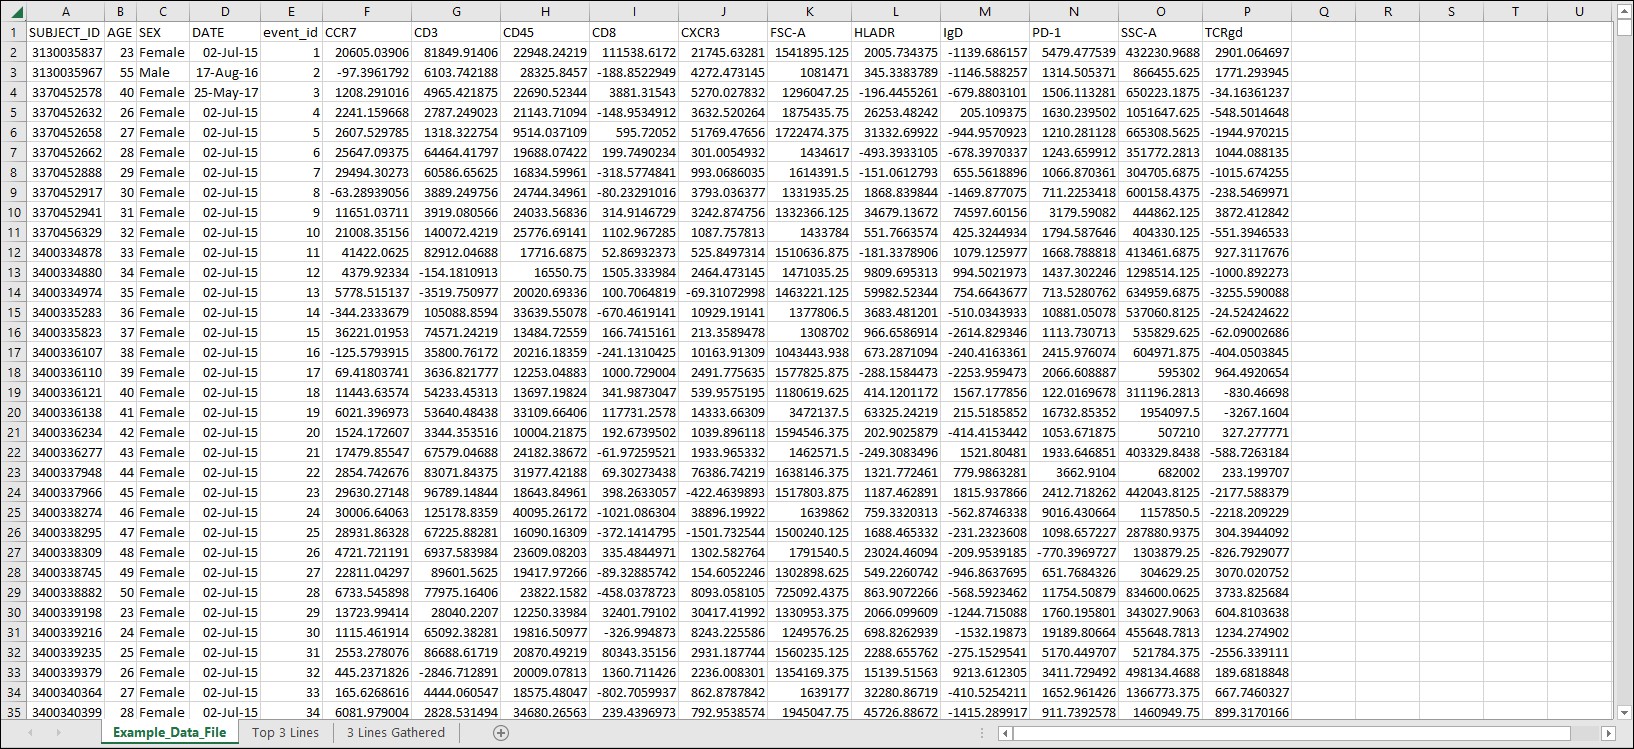 A B C D E F G H I J K L M N O P Q R S T U
1 SUBJECT_ID AGE SEX DATE event_id CCR7 CD3 CD45 CD8 CXCR3 FSC-A HLADR IgD PD-1 SSC-A TCRgd
2 3130035837 23 Female 02-Jul-15 1 20605.03906 81849.91406 22948.24219 111538.6172 21745.63281 1541895.125 2005.734375 -1139.686157 5479.477539 432230.9688 2901.064697
3 3130035967 55 Male 17-Aug-16 2 -97.3961792 6103.742188 28325.8457 -188.8522949 4272.473145 1081471 345.3383789 -1146.588257 1314.505371 866455.625 1771.293945
4 3370452578 40 Female 25-May-17 3 1208.291016 4965.421875 22690.52344 3881.31543 5270.027832 1296047.25 -196.4455261 -679.8803101 1506.113281 650223.1875 -34.16361237
5 3370452632 26 Female 02-Jul-15 4 2241.159668 2787.249023 21143.71094 -148.9534912 3632.520264 1875435.75 26253.48242 205.109375 1630.239502 1051647.625 -548.5014648
6 3370452658 27 Female 02-Jul-15 5 2607.529785 1318.322754 9514.037109 595.72052 51769.47656 1722474.375 31332.69922 -944.9570923 1210.281128 665308.5625 -1944.970215
7 3370452662 28 Female 02-Jul-15 6 25647.09375 64464.41797 19688.07422 199.7490234 301.0054932 1434617 -493.3933105 -678.3970337 1243.659912 351772.2813 1044.088135
8 3370452888 29 Female 02-Jul-15 7 29494.30273 60586.65625 16834.59961 -318.5774841 993.0686035 1614391.5 -151.0612793 655.5618896 1066.870361 304705.6875 -1015.674255
9 3370452917 30 Female 02-Jul-15 8 -63.28939056 3889.249756 24744.34961 -80.23291016 3793.036377 1331935.25 1868.839844 -1469.877075 711.2253418 600158.4375 -238.5469971
10 3370452941 31 Female 02-Jul-15 9 11651.03711 3919.080566 24033.56836 314.9146729 3242.874756 1332366.125 34679.13672 74597.60156 3179.59082 444862.125 3872.412842
11 3370456329 32 Female 02-Jul-15 10 21008.35156 140072.4219 25776.69141 1102.967285 1087.757813 1433784 551.7663574 425.3244934 1794.587646 404330.125 -551.3946533
12 3400334878 33 Female 02-Jul-15 11 41422.0625 82912.04688 17716.6875 52.86932373 525.8497314 1510636.875 -181.3378906 1079.125977 1668.788818 413461.6875 927.3117676
13 3400334880 34 Female 02-Jul-15 12 4379.92334 -154.1810913 16550.75 1505.333984 2464.473145 1471035.25 9809.695313 994.5021973 1437.302246 1298514.125 -1000.892273
14 3400334974 35 Female 02-Jul-15 13 5778.515137 -3519.750977 20020.69336 100.7064819 -69.31072998 1463221.125 59982.52344 754.6643677 713.5280762 634959.6875 -3255.590088
15 3400335283 36 Female 02-Jul-15 14 -344.2333679 105088.8594 33639.55078 -670.4619141 10929.19141 1377806.5 3683.481201 -510.0343933 10881.05078 537060.8125 -24.52424622
16 3400335823 37 Female 02-Jul-15 15 36221.01953 74571.24219 13484.72559 166.7415161 213.3589478 1308702 966.6586914 -2614.829346 1113.730713 535829.625 -62.09002686
17 3400336107 38 Female 02-Jul-15 16 -125.5793915 35800.76172 20216.18359 -241.1310425 10163.91309 1043443.938 673.2871094 -240.4163361 2415.976074 604971.875 -404.0503845
18 3400336110 39 Female 02-Jul-15 17 69.41803741 3636.821777 12253.04883 1000.729004 2491.775635 1577825.875 -288.1584473 -2253.959473 2066.608887 595302 964.4920654
19 3400336121 40 Female 02-Jul-15 18 11443.63574 54233.45313 13697.19824 341.9873047 539.9575195 1180619.625 414.1201172 1567.177856 122.0169678 311196.2813 -830.46698
20 3400336138 41 Female 02-Jul-15 19 6021.396973 53640.48438 33109.66406 117731.2578 14333.66309 3472137.5 63325.24219 215.5185852 16732.85352 1954097.5 -3267.1604
21 3400336234 42 Female 02-Jul-15 20 1524.172607 3344.353516 10004.21875 192.6739502 1039.896118 1594546.375 202.9025879 -414.4153442 1053.671875 507210 327.277771
22 3400336277 43 Female 02-Jul-15 21 17479.85547 67579.04688 24182.38672 -61.97259521 1933.965332 1462571.5 -249.3083496 1521.80481 1933.646851 403329.8438 -588.7263184
23 3400337948 44 Female 02-Jul-15 22 2854.742676 83071.84375 31977.42188 69.30273438 76386.74219 1638146.375 1321.772461 779.9863281 3662.9104 682002 233.199707
24 3400337966 45 Female 02-Jul-15 23 29630.27148 96789.14844 18643.84961 398.2633057 -422.4639893 1517803.875 1187.462891 1815.937866 2412.718262 442043.8125 -2177.588379
25 3400338274 46 Female 02-Jul-15 24 30006.64063 125178.8359 40095.26172 -1021.086304 38896.19922 1639862 759.3320313 -562.8746338 9016.430664 1157850.5 -2218.209229
26 3400338295 47 Female 02-Jul-15 25 28931.86328 67225.88281 16090.16309 -372.1414795 -1501.732544 1500240.125 1688.465332 -231.2323608 1098.657227 287880.9375 304.3944092
27 3400338309 48 Female 02-Jul-15 26 4721.721191 6937.583984 23609.08203 335.4844971 1302.582764 1791540.5 23024.46094 -209.9539185 -770.3969727 1303879.25 -826.7929077
28 3400338745 49 Female 02-Jul-15 27 22811.04297 89601.5625 19417.97266 -89.32885742 154.6052246 1302898.625 549.2260742 -946.8637695 651.7684326 304629.25 3070.020752
29 3400338882 50 Female 02-Jul-15 28 6733.545898 77975.16406 23822.1582 -458.0378723 8093.058105 725092.4375 863.9072266 -568.5923462 11754.50879 834600.0625 3733.825684
30 3400339198 23 Female 02-Jul-15 29 13723.99414 28040.2207 12250.33984 32401.79102 30417.41992 1330953.375 2066.099609 -1244.715088 1760.195801 343027.9063 604.8103638
31 3400339216 24 Female 02-Jul-15 30 1115.461914 65092.38281 19816.50977 -326.994873 8243.225586 1249576.25 698.8262939 -1532.19873 19189.80664 455648.7813 1234.274902
32 3400339235 25 Female 02-Jul-15 31 2553.278076 86688.61719 20870.49219 80343.35156 2931.187744 1560235.125 2288.655762 -275.1529541 5170.449707 521784.375 -2556.339111
33 3400339379 26 Female 02-Jul-15 32 445.2371826 -2846.712891 20009.07813 1360.711426 2236.008301 1354169.375 15139.51563 9213.612305 3411.729492 498134.4688 189.6818848
34 3400340364 27 Female 02-Jul-15 33 165.6268616 4444.060547 18575.48047 -802.7059937 862.8787842 1639177 32280.86719 -410.5254211 1652.961426 1366773.375 667.7460327
35 3400340399 28 Female 02-Jul-15 34 6081.979004 2828.531494 34680.26563 239.4396973 792.9538574 1945047.75 45726.88672 -1415.289917 911.7392578 1460949.75 899.3170166
Example_Data_File Top 3 Lines 3 Lines Gathered